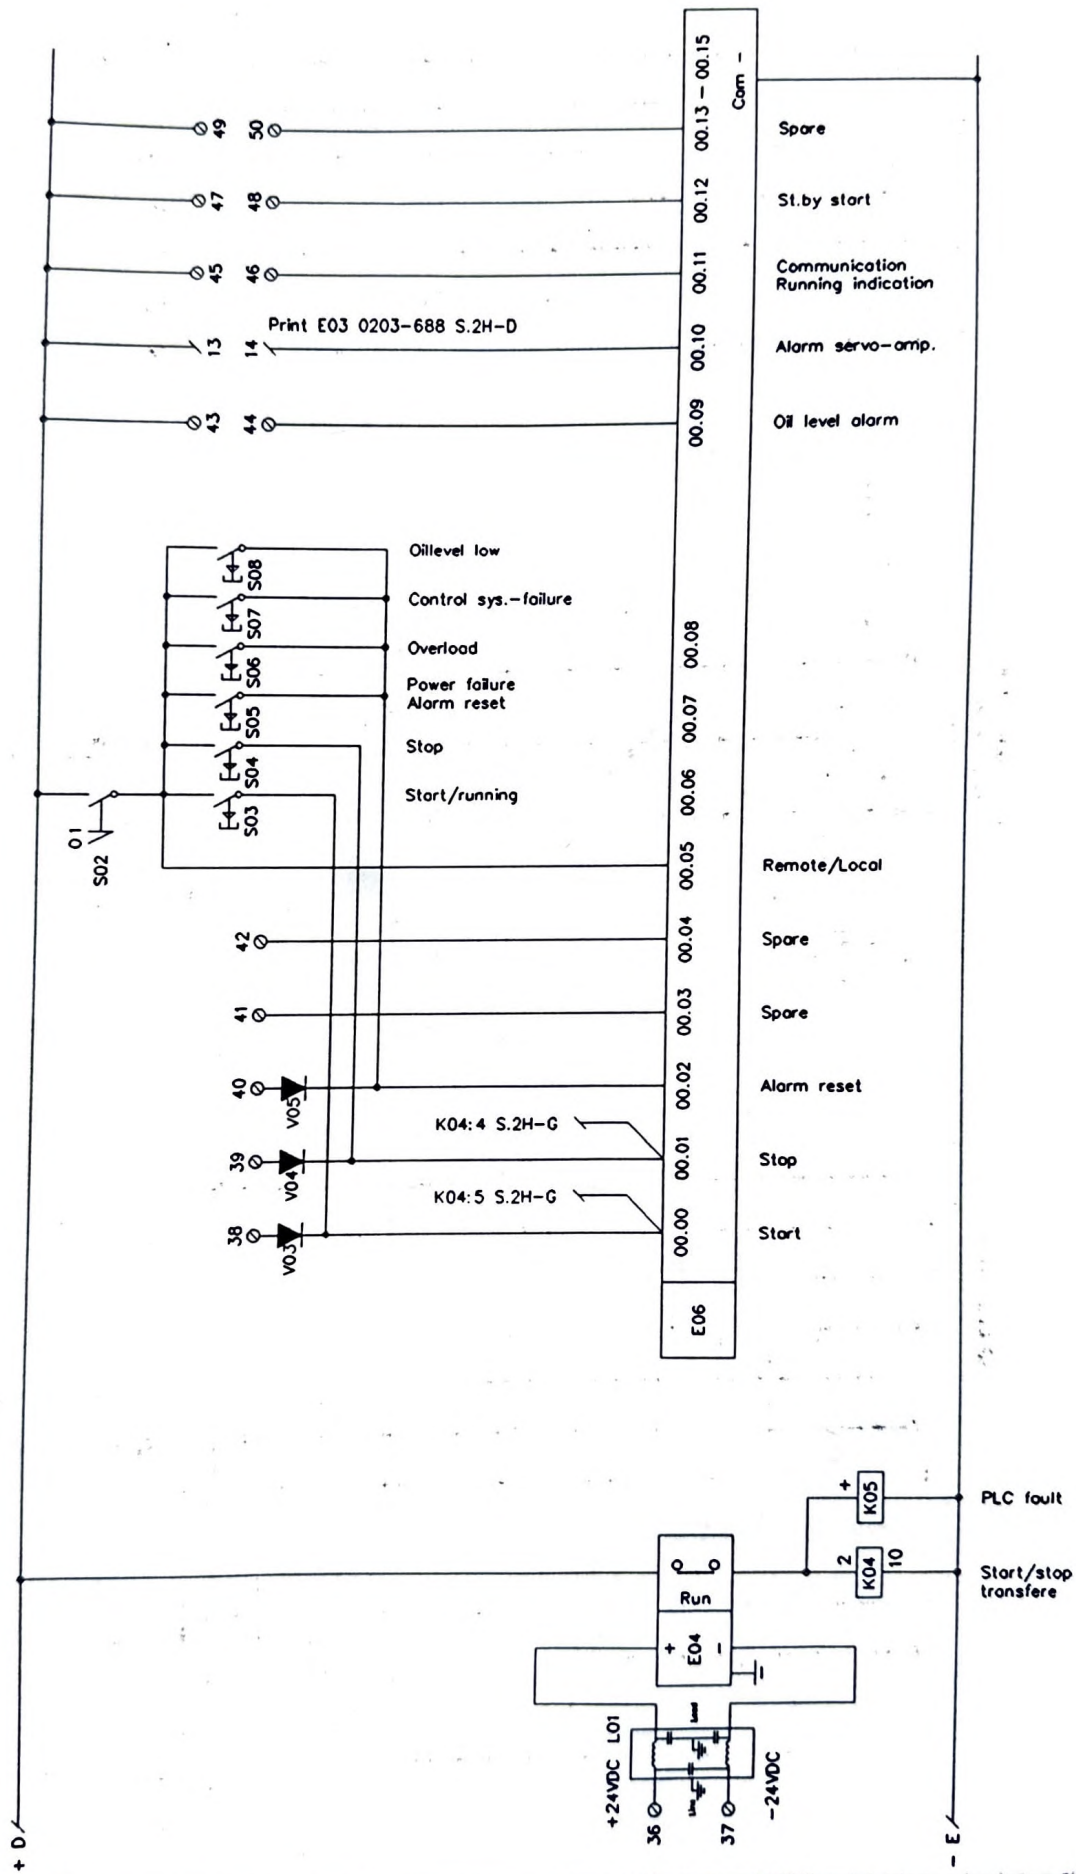 00.13 - 00.15
Com -
49
50
Spare
47
48
00.12
St.by start
45
46
00.11
Communication
Running indication
Print E03 0203-688 S.2H-D
13
14
00.10
Alarm servo-amp.
43
44
00.09
Oil level alarm
S08
Oillevel low
S07
Control sys.-failure
S06
Overload
00.08
S05
Power failure
Alarm reset
00.07
S04
Stop
S03
Start/running
00.06
01
S02
00.05
Remote/Local
42
00.04
Spare
41
00.03
Spare
40
V05
00.02
Alarm reset
K04:4 S.2H-G
39
V04
00.01
Stop
K04:5 S.2H-G
38
V03
00.00
Start
E06
+
K05
PLC fault
2
K04
10
Start/stop
transfere
Run
+
E04
-
+24VDC
L01
Load
Line
36
37
-24VDC
+ D
- E